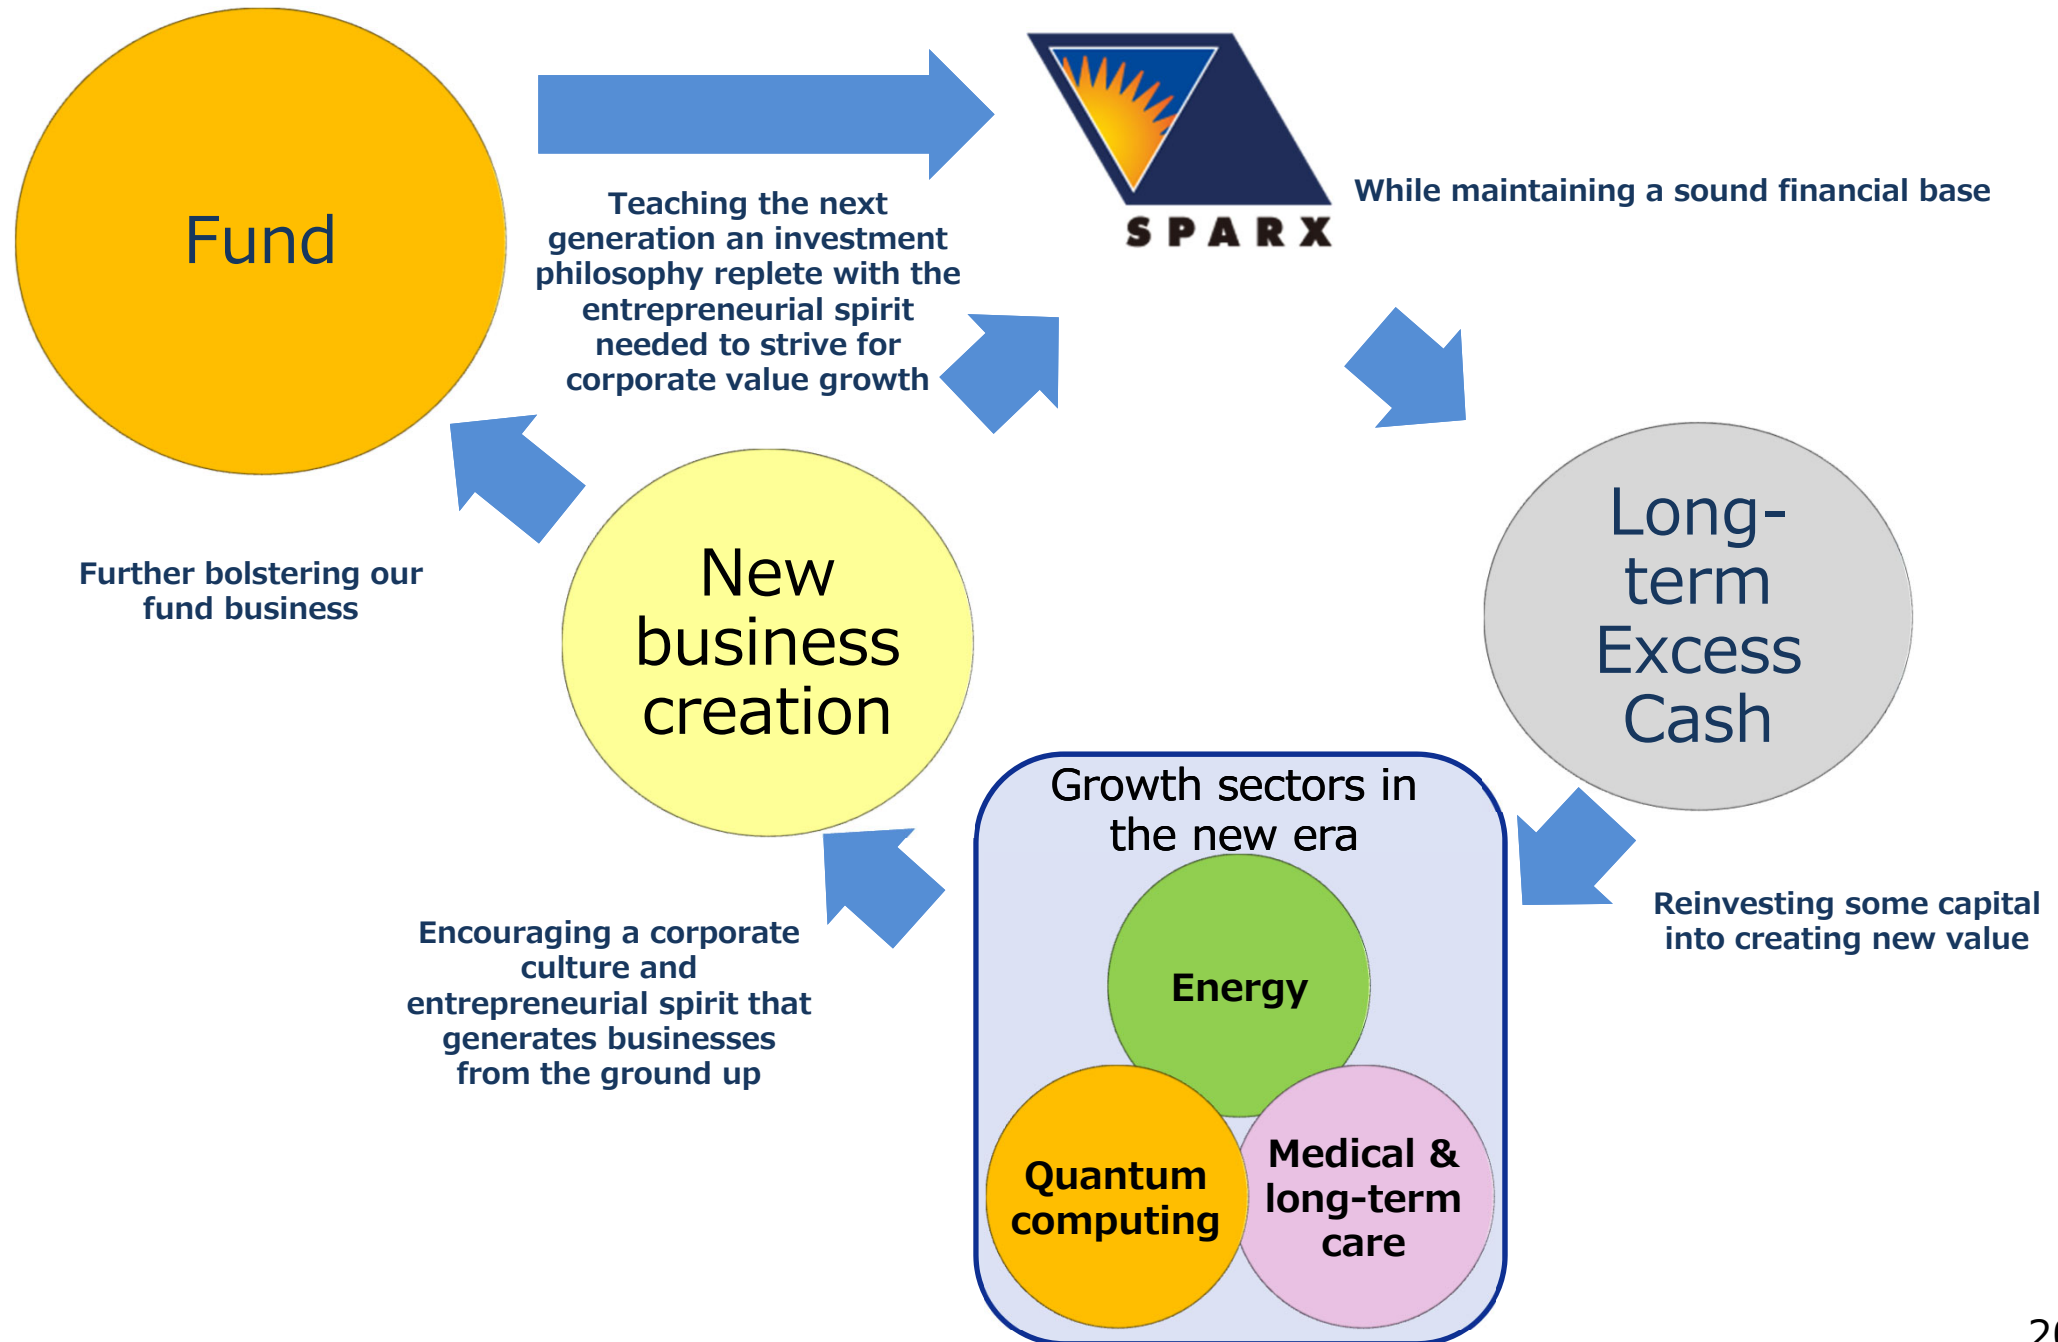 Fund
Teaching the next
generation an investment
philosophy replete with the
entrepreneurial spirit
needed to strive for
corporate value growth
SPARX
While maintaining a sound financial base
Further bolstering our
fund business
New
business
creation
Long-
term
Excess
Cash
Growth sectors in
the new era
Energy
Quantum
computing
Medical &
long-term
care
Reinvesting some capital
into creating new value
Encouraging a corporate
culture and
entrepreneurial spirit that
generates businesses
from the ground up